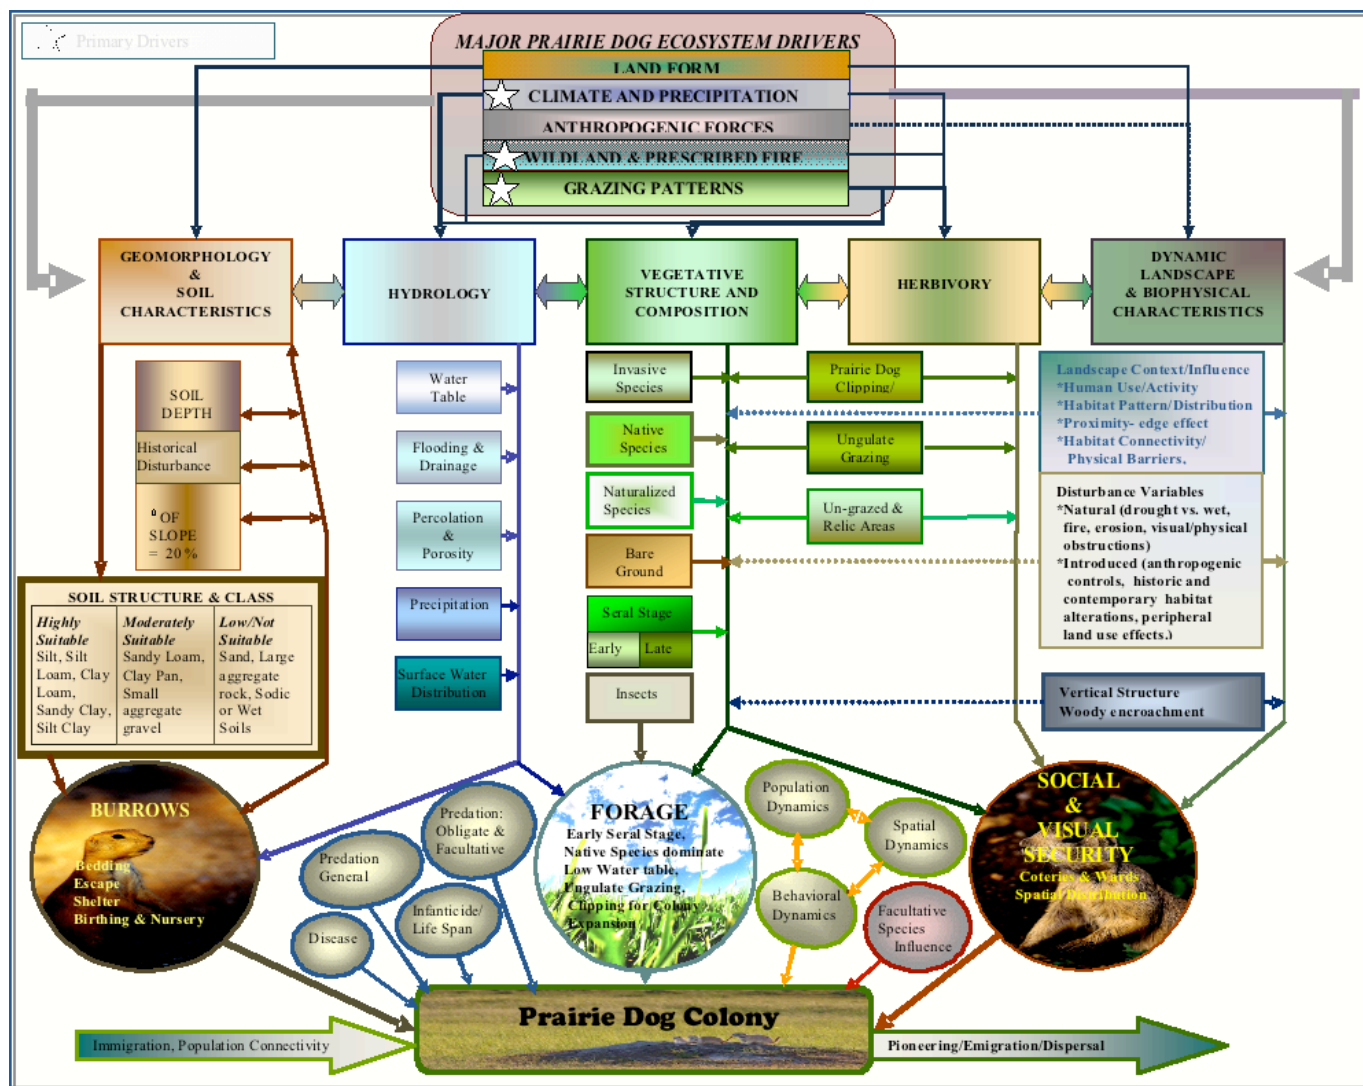 Primary Drivers
MAJOR PRAIRIE DOG ECOSYSTEM DRIVERS
LAND FORM
CLIMATE AND PRECIPITATION
ANTHROPOGENIC FORCES
WILDLAND & PRESCRIBED FIRE
GRAZING PATTERNS
GEOMORPHOLOGY
&
SOIL
CHARACTERISTICS
HYDROLOGY
VEGETATIVE
STRUCTURE AND
COMPOSITION
HERBIVORY
DYNAMIC
LANDSCAPE
& BIOPHYSICAL
CHARACTERISTICS
SOIL
DEPTH
Historical
Disturbance
° OF
SLOPE
= 20%
SOIL STRUCTURE & CLASS
Highly
Suitable
Silt, Silt
Loam, Clay
Loam,
Sandy Clay,
Silt Clay
Moderately
Suitable
Sandy Loam,
Clay Pan,
Small
aggregate
gravel
Low/Not
Suitable
Sand, Large
aggregate
rock, Sodic
or Wet
Soils
Water
Table
Flooding &
Drainage
Percolation
&
Porosity
Precipitation
Surface Water
Distribution
Invasive
Species
Native
Species
Naturalized
Species
Bare
Ground
Seral Stage
Early
Late
Insects
Prairie Dog
Clipping/
Ungulate
Grazing
Un-grazed &
Relic Areas
Landscape Context/Influence
*Human Use/Activity
*Habitat Pattern/Distribution
*Proximity- edge effect
*Habitat Connectivity/
Physical Barriers,
Disturbance Variables
*Natural (drought vs. wet,
fire, erosion, visual/physical
obstructions)
*Introduced (anthropogenic
controls, historic and
contemporary habitat
alterations, peripheral
land use effects.)
Vertical Structure
Woody encroachment
BURROWS
Bedding
Escape
Shelter
Birthing & Nursery
Predation
General
Predation:
Obligate &
Facultative
Infanticide/
Life Span
Disease
FORAGE
Early Seral Stage,
Native Species dominate
Low Water table,
Ungulate Grazing,
Clipping for Colony
Expansion
Population
Dynamics
Spatial
Dynamics
Behavioral
Dynamics
Facultative
Species
Influence
SOCIAL
&
VISUAL
SECURITY
Coteries & Wards
Spatial Distribution
Prairie Dog Colony
Immigration, Population Connectivity
Pioneering/Emigration/Dispersal